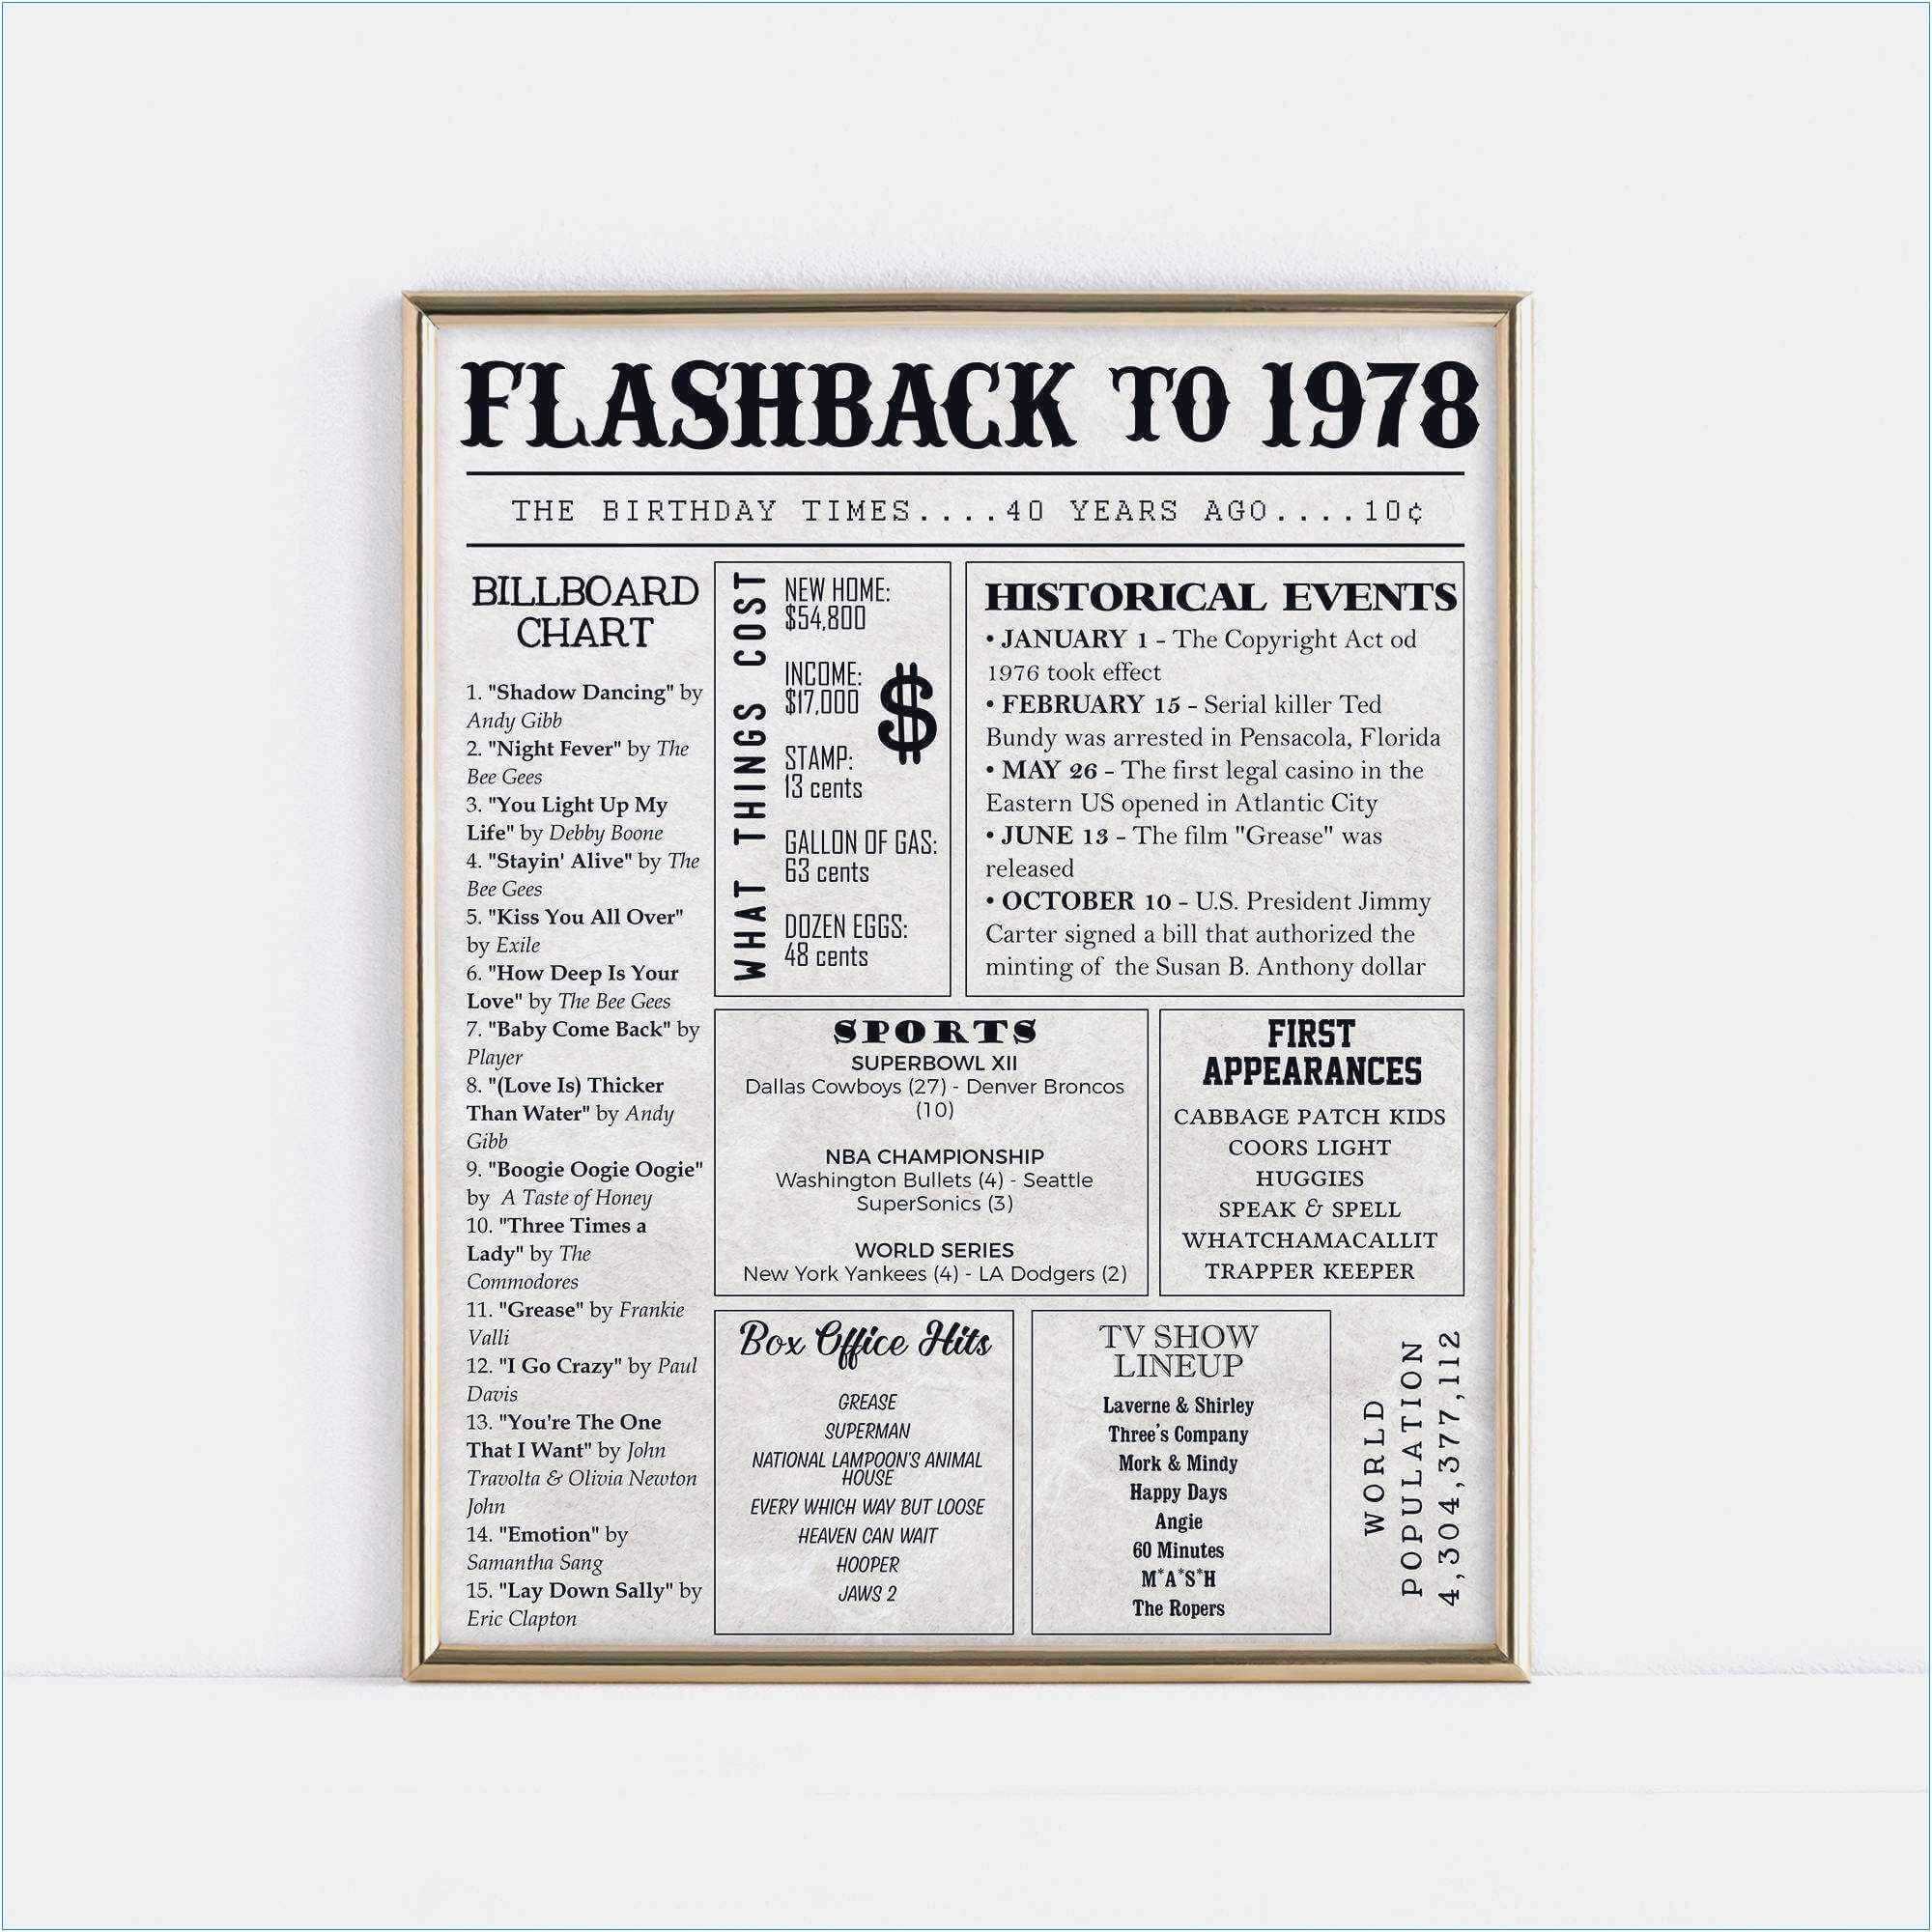 FLASHBACK TO 1978
THE BIRTHDAY TIMES....40 YEARS AGO....10¢
BILLBOARD
CHART
1. "Shadow Dancing" by
Andy Gibb
2. "Night Fever" by The
Bee Gees
3. "You Light Up My
Life" by Debby Boone
4. "Stayin' Alive" by The
Bee Gees
5. "Kiss You All Over"
by Exile
6. "How Deep Is Your
Love" by The Bee Gees
7. "Baby Come Back" by
Player
8. "(Love Is) Thicker
Than Water" by Andy
Gibb
9. "Boogie Oogie Oogie"
by A Taste of Honey
10. "Three Times a
Lady" by The
Commodores
11. "Grease" by Frankie
Valli
12. "I Go Crazy" by Paul
Davis
13. "You're The One
That I Want" by John
Travolta & Olivia Newton
John
14. "Emotion" by
Samantha Sang
15. "Lay Down Sally" by
Eric Clapton
WHAT THINGS COST
NEW HOME:
$54,800
INCOME:
$17,000
STAMP:
13 cents
GALLON OF GAS:
63 cents
DOZEN EGGS:
48 cents
$
HISTORICAL EVENTS
• JANUARY 1 - The Copyright Act od
1976 took effect
• FEBRUARY 15 - Serial killer Ted
Bundy was arrested in Pensacola, Florida
• MAY 26 - The first legal casino in the
Eastern US opened in Atlantic City
• JUNE 13 - The film "Grease" was
released
• OCTOBER 10 - U.S. President Jimmy
Carter signed a bill that authorized the
minting of the Susan B. Anthony dollar
SPORTS
SUPERBOWL XII
Dallas Cowboys (27) - Denver Broncos
(10)
NBA CHAMPIONSHIP
Washington Bullets (4) - Seattle
SuperSonics (3)
WORLD SERIES
New York Yankees (4) - LA Dodgers (2)
FIRST
APPEARANCES
CABBAGE PATCH KIDS
COORS LIGHT
HUGGIES
SPEAK & SPELL
WHATCHAMACALLIT
TRAPPER KEEPER
Box Office Hits
GREASE
SUPERMAN
NATIONAL LAMPOON'S ANIMAL
HOUSE
EVERY WHICH WAY BUT LOOSE
HEAVEN CAN WAIT
HOOPER
JAWS 2
TV SHOW
LINEUP
Laverne & Shirley
Three's Company
Mork & Mindy
Happy Days
Angie
60 Minutes
M*A*S*H
The Ropers
WORLD
POPULATION
4,304,377,112